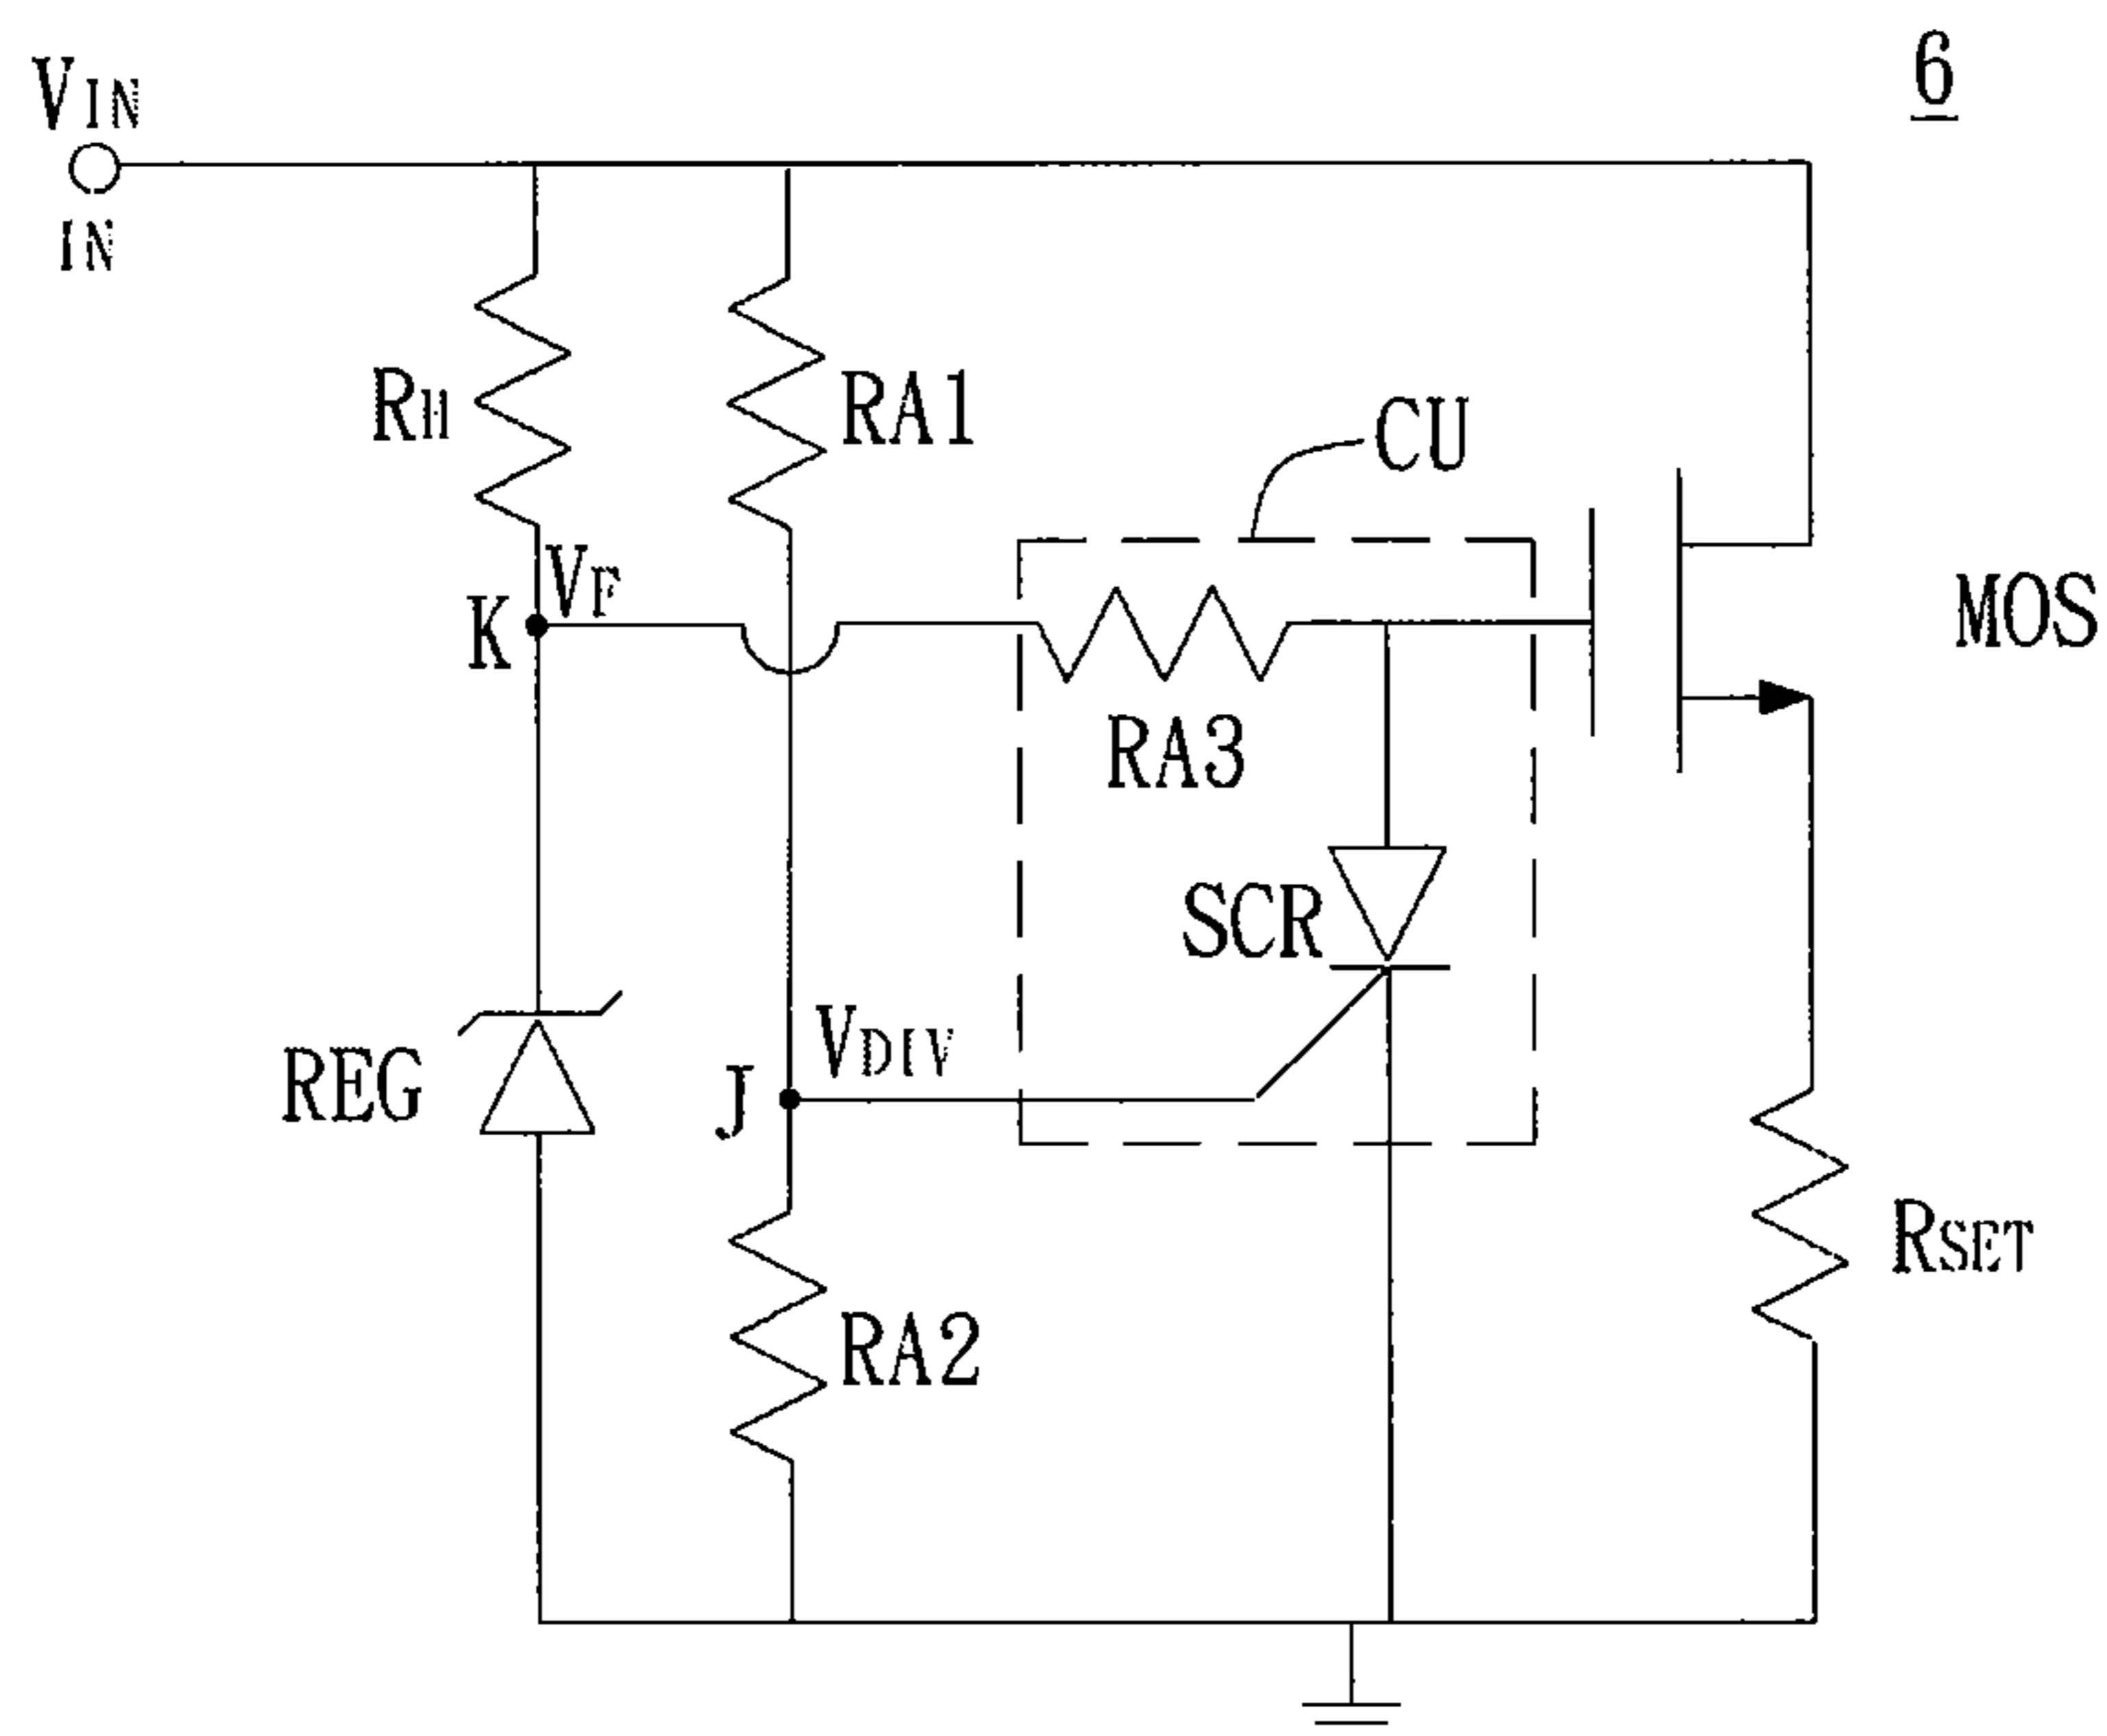 6
VIN
IN
RH
RA1
CU
VF
K
MOS
RA3
SCR
VDIV
J
REG
RSET
RA2